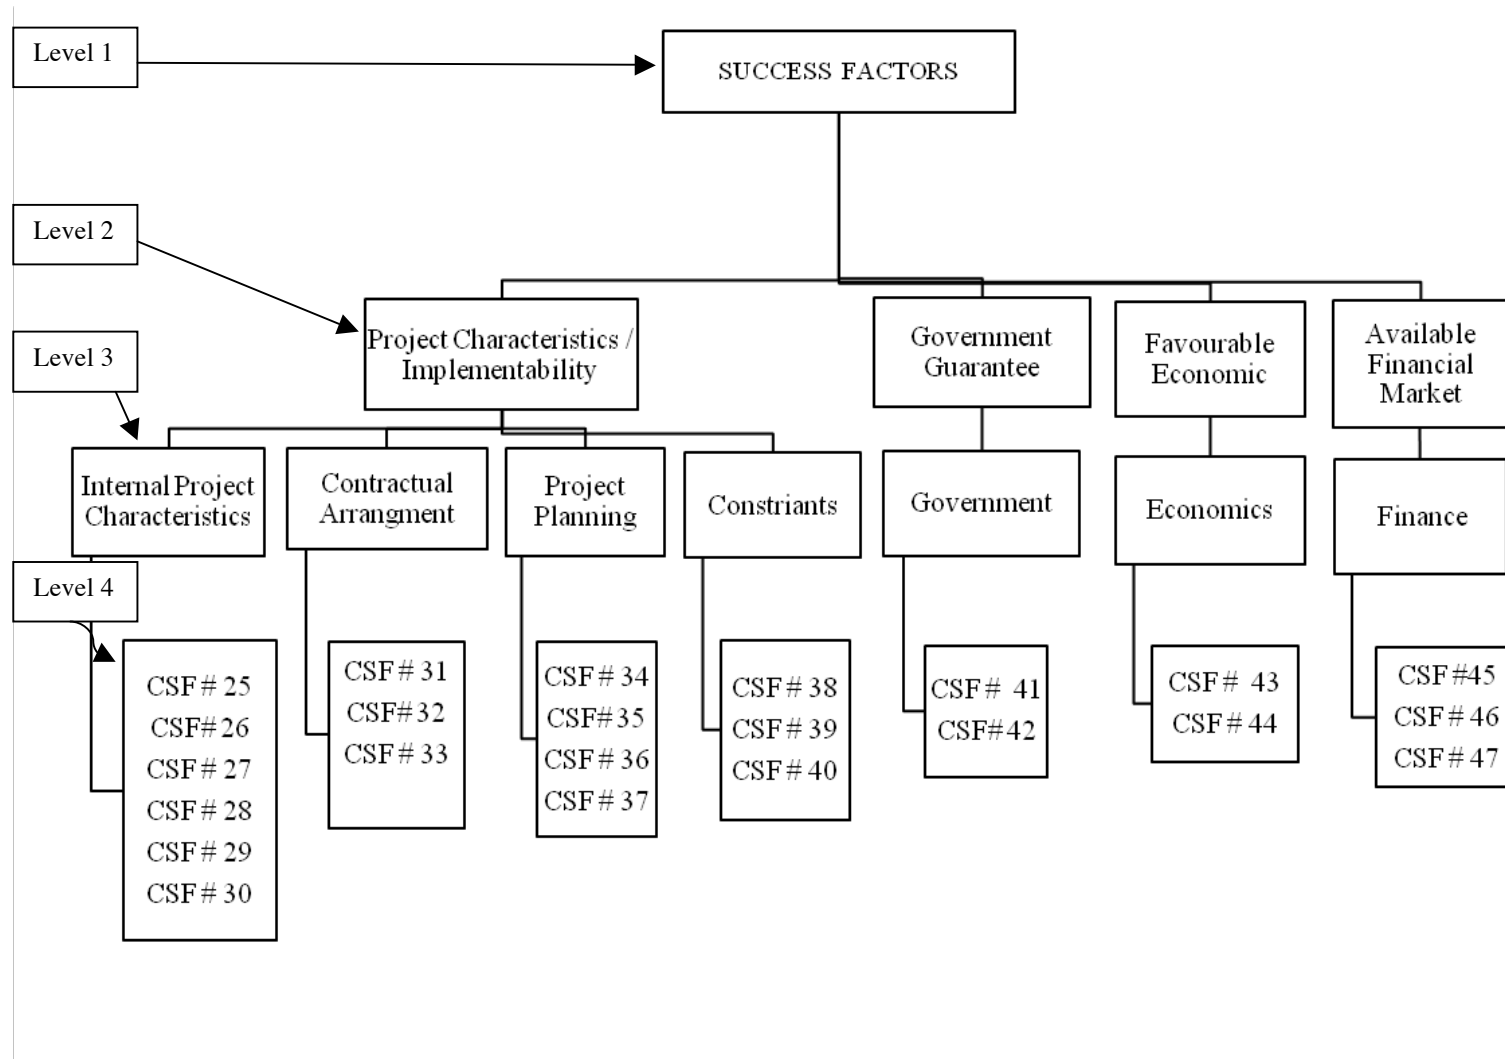 Level 1
SUCCESS FACTORS
Level 2
Project Characteristics /
Implementability
Government
Guarantee
Favourable
Economic
Available
Financial
Market
Level 3
Internal Project
Characteristics
Contractual
Arrangment
Project
Planning
Constriants
Government
Economics
Finance
Level 4
CSF# 25
CSF#26
CSF# 27
CSF# 28
CSF# 29
CSF# 30
CSF# 31
CSF#32
CSF# 33
CSF# 34
CSF#35
CSF# 36
CSF# 37
CSF# 38
CSF# 39
CSF# 40
CSF# 41
CSF#42
CSF# 43
CSF# 44
CSF#45
CSF# 46
CSF# 47